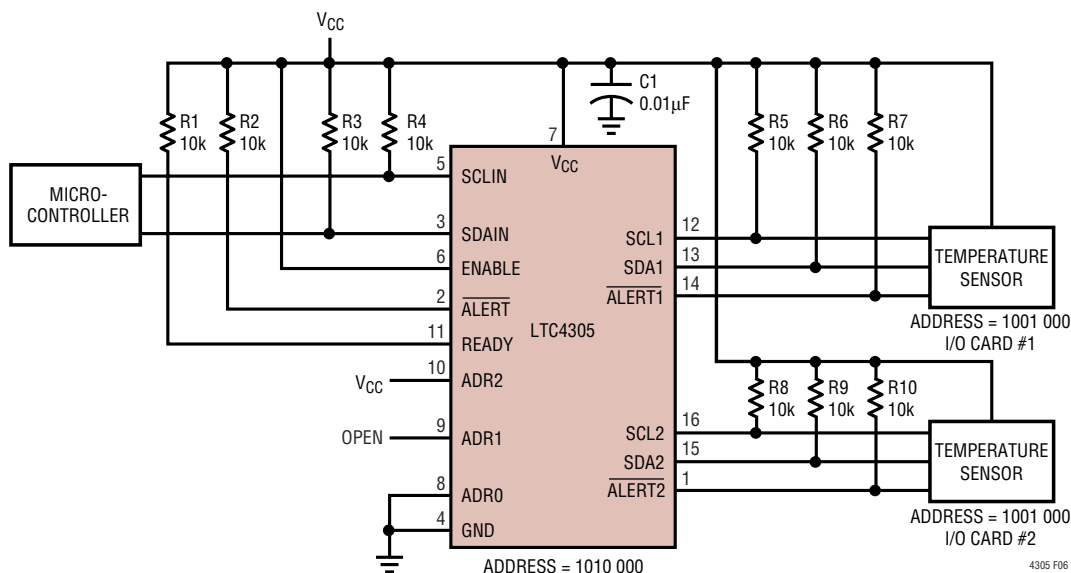 VCC
R1
10k
R2
10k
R3
10k
R4
10k
C1
0.01µF
R5
10k
R6
10k
R7
10k
MICRO-
CONTROLLER
7
VCC
5
SCLIN
3
SDAIN
6
ENABLE
2
ALERT
11
READY
10
VCC
ADR2
9
OPEN
ADR1
8
ADR0
4
GND
LTC4305
ADDRESS = 1010 000
12
SCL1
13
SDA1
14
ALERT1
TEMPERATURE
SENSOR
ADDRESS = 1001 000
I/O CARD #1
R8
10k
R9
10k
R10
10k
16
SCL2
15
SDA2
1
ALERT2
TEMPERATURE
SENSOR
ADDRESS = 1001 000
I/O CARD #2
4305 F06